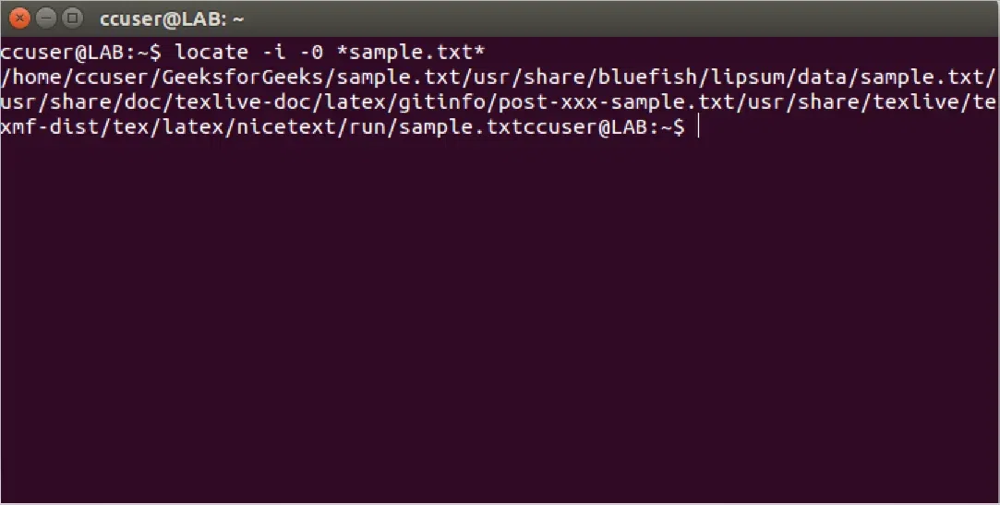 ccuser@LAB: ~
ccuser@LAB:~$ locate -i -0 *sample.txt*
/home/ccuser/GeeksforGeeks/sample.txt/usr/share/bluefish/lipsum/data/sample.txt/
usr/share/doc/texlive-doc/latex/gitinfo/post-xxx-sample.txt/usr/share/texlive/te
xmf-dist/tex/latex/nicetext/run/sample.txtccuser@LAB:~$